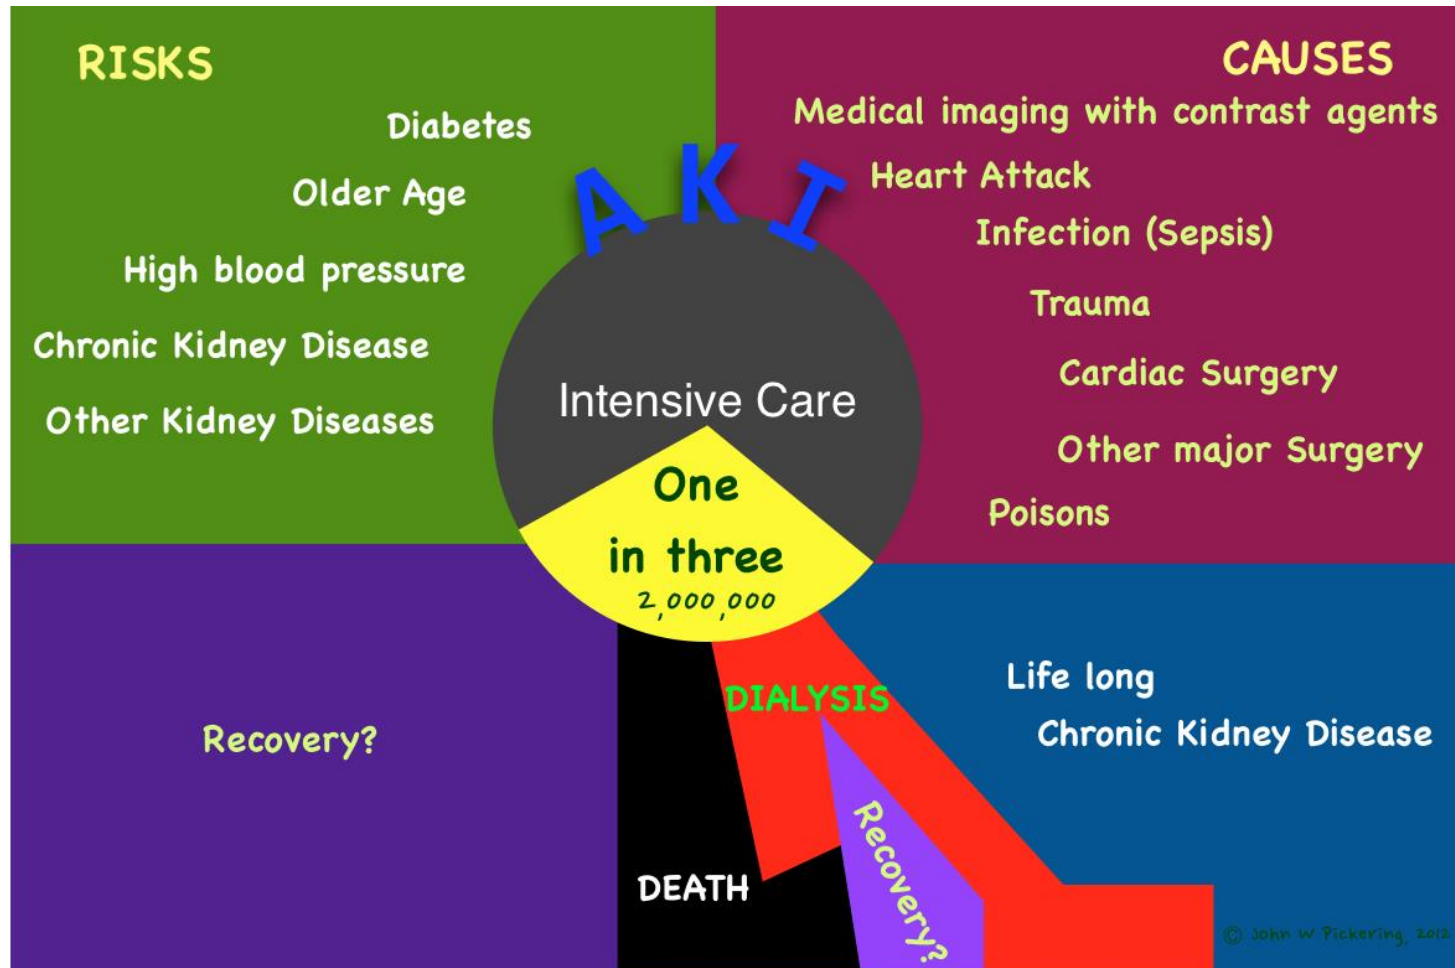 RISKS
Diabetes
Older Age
High blood pressure
Chronic Kidney Disease
Other Kidney Diseases
CAUSES
Medical imaging with contrast agents
Heart Attack
Infection (Sepsis)
Trauma
Cardiac Surgery
Other major Surgery
Poisons
AKI
Intensive Care
One
in three
2,000,000
Recovery?
DEATH
DIALYSIS
Recovery?
Life long
Chronic Kidney Disease
© John W Pickering, 2012